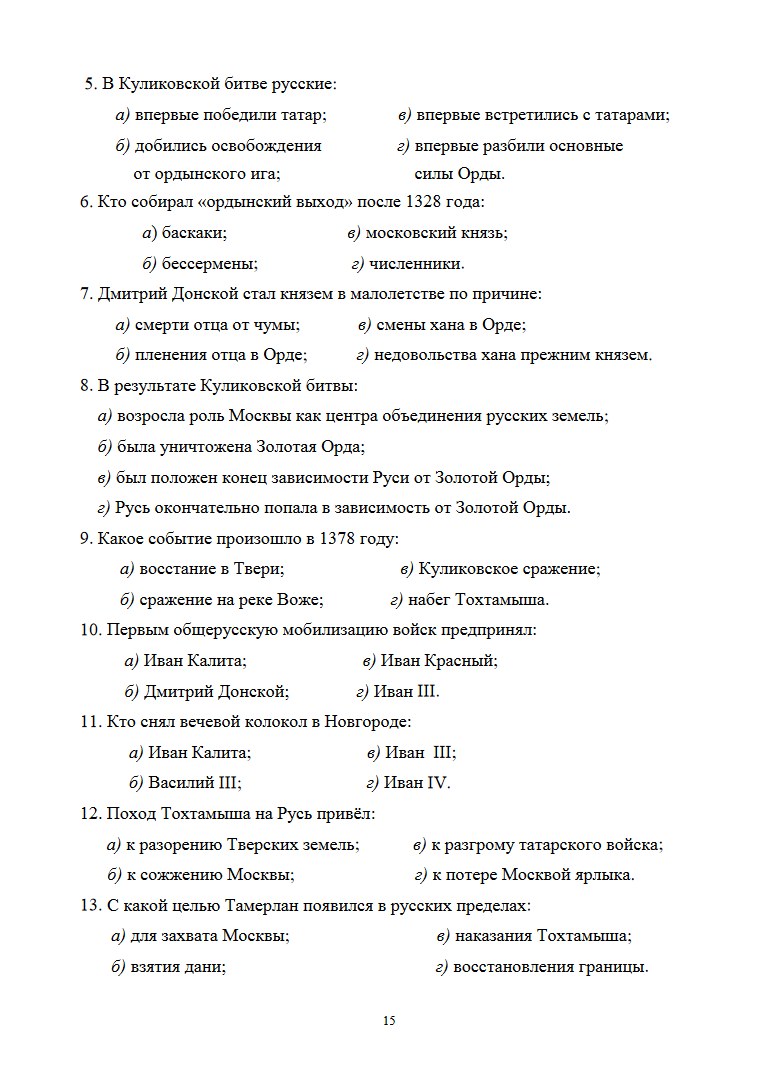 5. В Куликовской битве русские:
а) впервые победили татар; в) впервые встретились с татарами;
б) добились освобождения г) впервые разбили основные
от ордынского ига; силы Орды.
6. Кто собирал «ордынский выход» после 1328 года:
а) баскаки; в) московский князь;
б) бессермены; г) численники.
7. Дмитрий Донской стал князем в малолетстве по причине:
а) смерти отца от чумы; в) смены хана в Орде;
б) пленения отца в Орде; г) недовольства хана прежним князем.
8. В результате Куликовской битвы:
а) возросла роль Москвы как центра объединения русских земель;
б) была уничтожена Золотая Орда;
в) был положен конец зависимости Руси от Золотой Орды;
г) Русь окончательно попала в зависимость от Золотой Орды.
9. Какое событие произошло в 1378 году:
а) восстание в Твери; в) Куликовское сражение;
б) сражение на реке Воже; г) набег Тохтамыша.
10. Первым общерусскую мобилизацию войск предпринял:
а) Иван Калита; в) Иван Красный;
б) Дмитрий Донской; г) Иван III.
11. Кто снял вечевой колокол в Новгороде:
а) Иван Калита; в) Иван III;
б) Василий III; г) Иван IV.
12. Поход Тохтамыша на Русь привёл:
а) к разорению Тверских земель; в) к разгрому татарского войска;
б) к сожжению Москвы; г) к потере Москвой ярлыка.
13. С какой целью Тамерлан появился в русских пределах:
а) для захвата Москвы; в) наказания Тохтамыша;
б) взятия дани; г) восстановления границы.
15